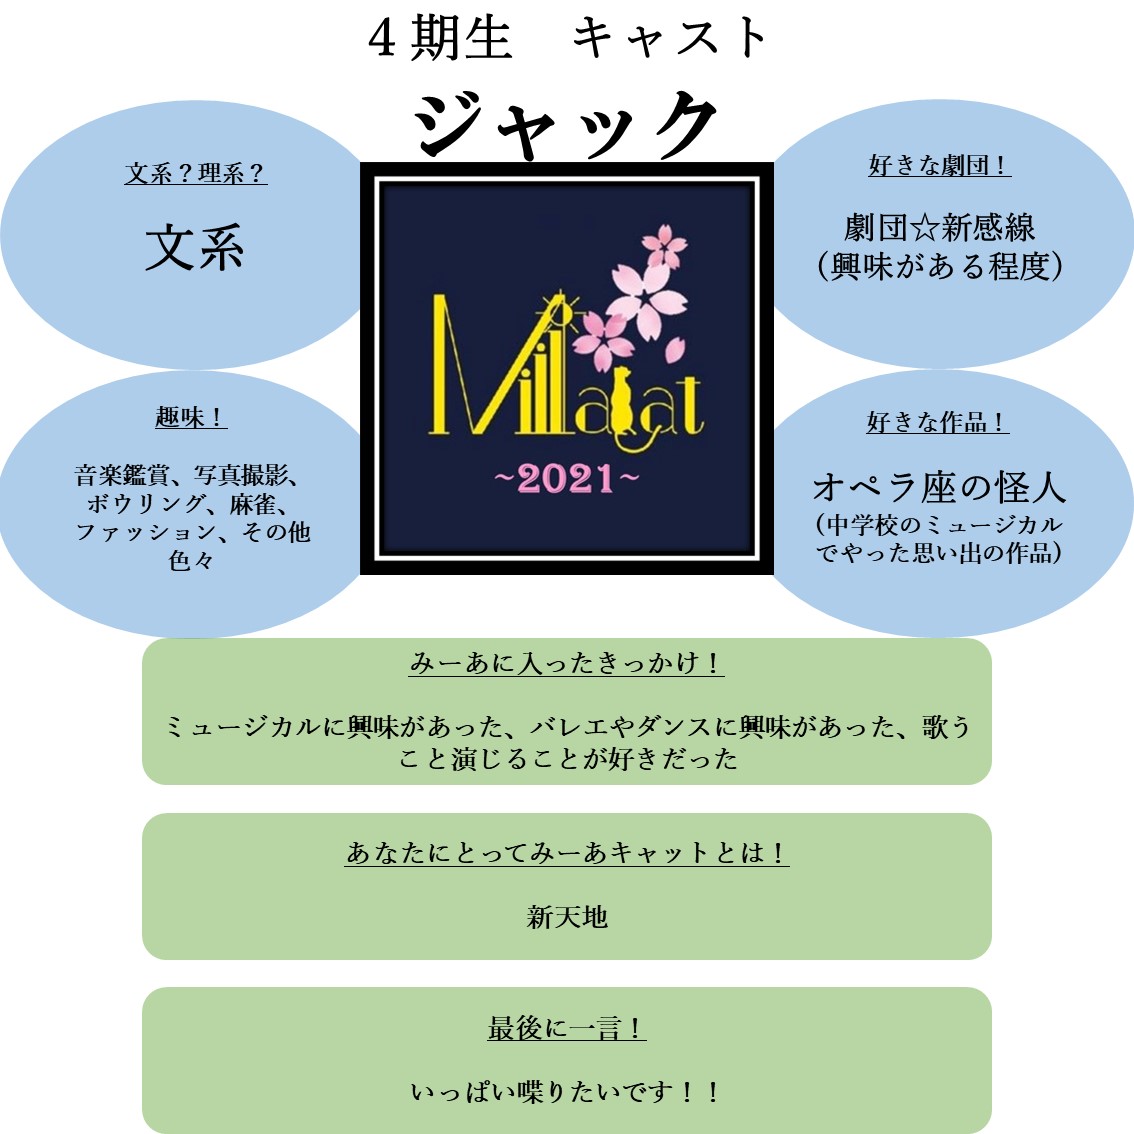 ４期生　キャスト
ジャック
文系？理系？
文系
好きな劇団！
劇団☆新感線
（興味がある程度）
趣味！
音楽鑑賞、写真撮影、
ボウリング、麻雀、
ファッション、その他
色々
MillaCat
~2021~
好きな作品！
オペラ座の怪人
（中学校のミュージカル
でやった思い出の作品）
みーあに入ったきっかけ！
ミュージカルに興味があった、バレエやダンスに興味があった、歌う
こと演じることが好きだった
あなたにとってみーあキャットとは！
新天地
最後に一言！
いっぱい喋りたいです！！